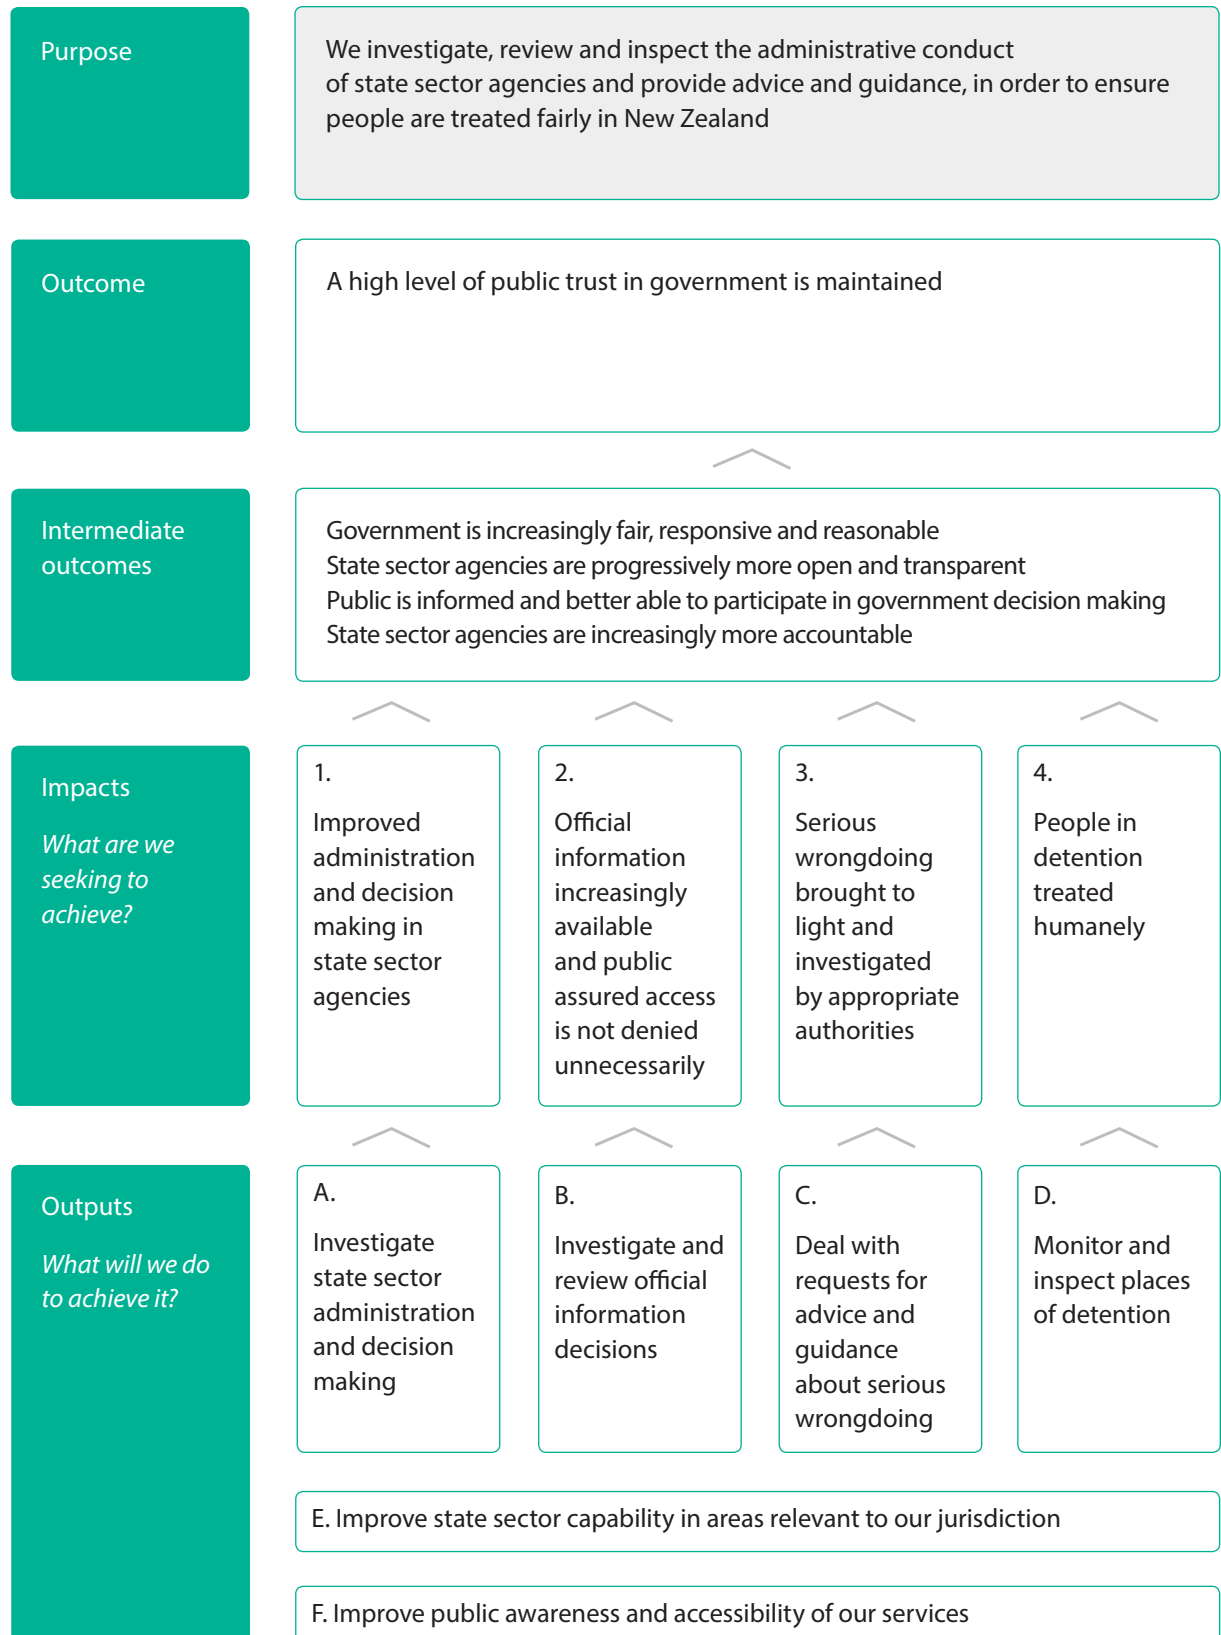 Purpose
We investigate, review and inspect the administrative conduct
of state sector agencies and provide advice and guidance, in order to ensure
people are treated fairly in New Zealand
Outcome
A high level of public trust in government is maintained
Intermediate
outcomes
Government is increasingly fair, responsive and reasonable
State sector agencies are progressively more open and transparent
Public is informed and better able to participate in government decision making
State sector agencies are increasingly more accountable
Impacts
What are we
seeking to
achieve?
1.
Improved
administration
and decision
making in
state sector
agencies
2.
Official
information
increasingly
available
and public
assured access
is not denied
unnecessarily
3.
Serious
wrongdoing
brought to
light and
investigated
by appropriate
authorities
4.
People in
detention
treated
humanely
Outputs
What will we do
to achieve it?
A.
Investigate
state sector
administration
and decision
making
B.
Investigate and
review official
information
decisions
C.
Deal with
requests for
advice and
guidance
about serious
wrongdoing
D.
Monitor and
inspect places
of detention
E. Improve state sector capability in areas relevant to our jurisdiction
F. Improve public awareness and accessibility of our services